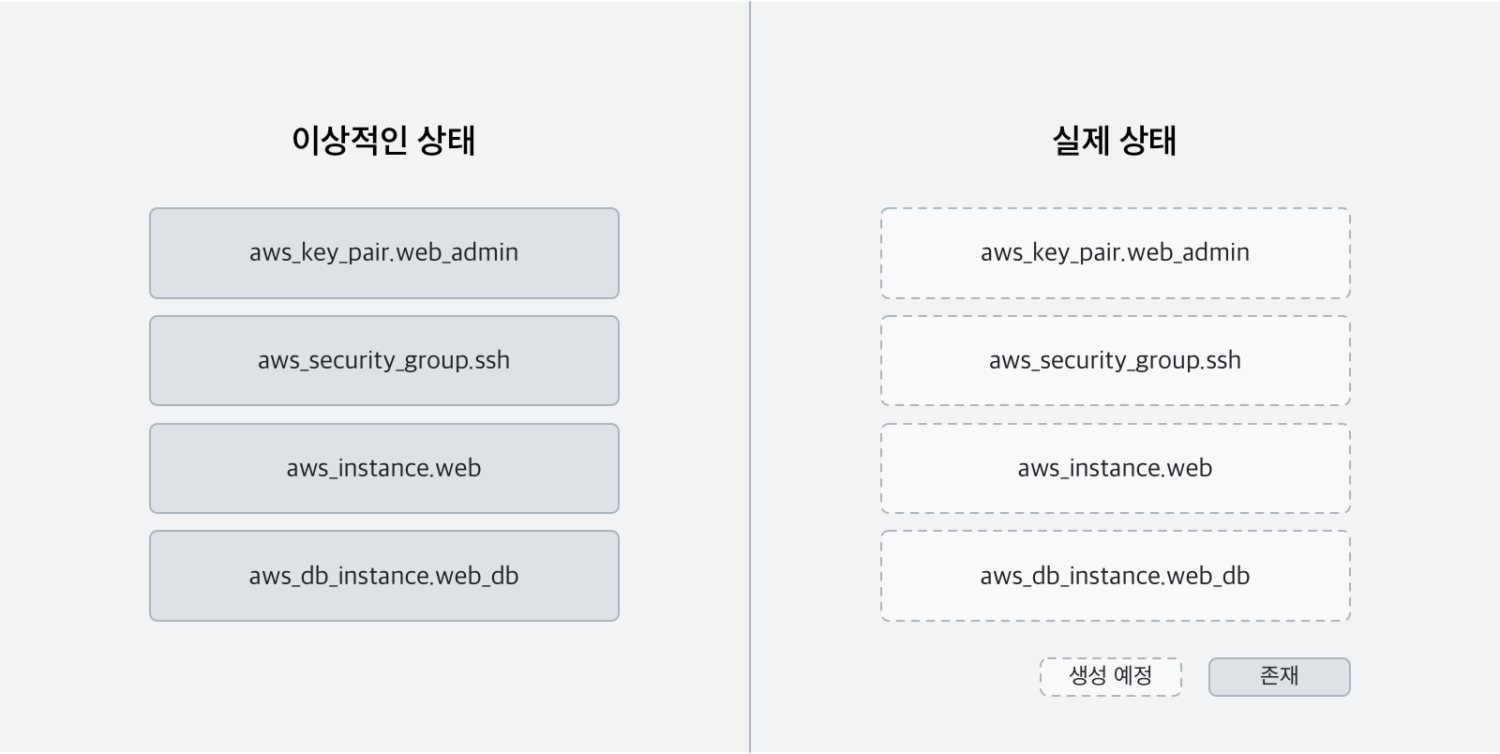 이상적인 상태
aws_key_pair.web_admin
aws_security_group.ssh
aws_instance.web
aws_db_instance.web_db
실제 상태
aws_key_pair.web_admin
aws_security_group.ssh
aws_instance.web
aws_db_instance.web_db
생성 예정
존재